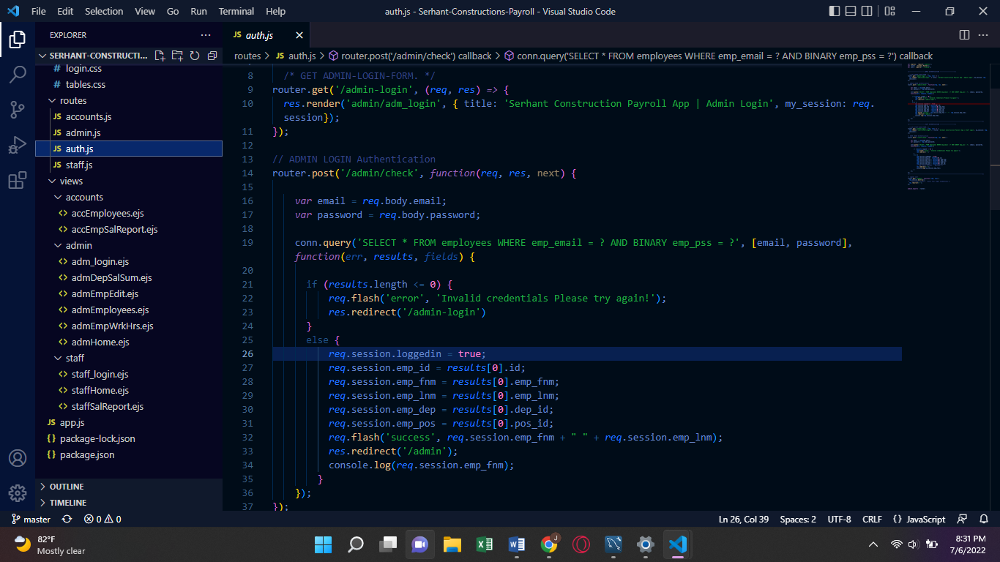 File Edit Selection View Go Run Terminal Help
auth.js - Serhant-Constructions-Payroll - Visual Studio Code
EXPLORER
SERHANT-CONSTRUCTI...
# login.css
# tables.css
routes
JS accounts.js
JS admin.js
JS auth.js
JS staff.js
views
accounts
<> accEmployees.ejs
<> accEmpSalReport.ejs
admin
<> adm_login.ejs
<> admDepSalSum.ejs
<> admEmpEdit.ejs
<> admEmployees.ejs
<> admEmpWrkHrs.ejs
<> admHome.ejs
staff
<> staff_login.ejs
<> staffHome.ejs
<> staffSalReport.ejs
JS app.js
{} package-lock.json
{} package.json
OUTLINE
TIMELINE
JS auth.js
routes > JS auth.js > router.post('/admin/check') callback > conn.query('SELECT * FROM employees WHERE emp_email = ? AND BINARY emp_pss = ?') callback
8 /* GET ADMIN-LOGIN-FORM. */
9 router.get('/admin-login', (req, res) => {
10 res.render('admin/adm_login', { title: 'Serhant Construction Payroll App | Admin Login', my_session: req.
session});
11 });
12
13 // ADMIN LOGIN Authentication
14 router.post('/admin/check', function(req, res, next) {
15
16 var email = req.body.email;
17 var password = req.body.password;
18
19 conn.query('SELECT * FROM employees WHERE emp_email = ? AND BINARY emp_pss = ?', [email, password],
function(err, results, fields) {
20
21 if (results.length <= 0) {
22 req.flash('error', 'Invalid credentials Please try again!');
23 res.redirect('/admin-login')
24 }
25 else {
26 req.session.loggedin = true;
27 req.session.emp_id = results[0].id;
28 req.session.emp_fnm = results[0].emp_fnm;
29 req.session.emp_lnm = results[0].emp_lnm;
30 req.session.emp_dep = results[0].dep_id;
31 req.session.emp_pos = results[0].pos_id;
32 req.flash('success', req.session.emp_fnm + " " + req.session.emp_lnm);
33 res.redirect('/admin');
34 console.log(req.session.emp_fnm);
35 }
36 });
37 });
master 0 0
Ln 26, Col 39 Spaces: 2 UTF-8 CRLF {} JavaScript
82°F
Mostly clear
J
8:31 PM
7/6/2022